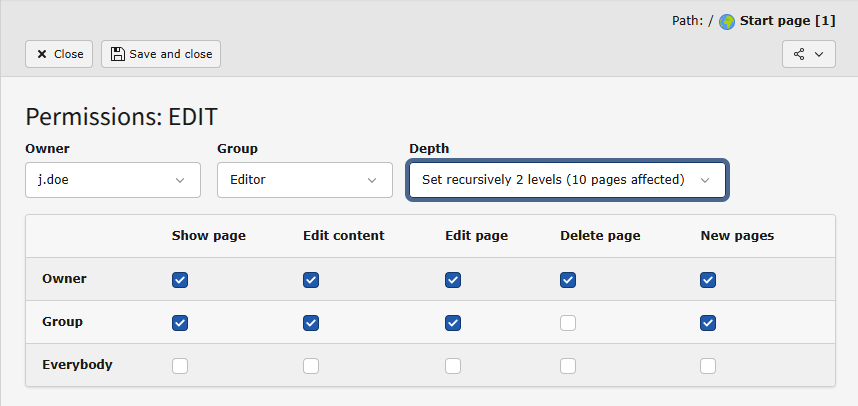 Path: / Start page [1]
Close Save and close
Permissions: EDIT
Owner Group Depth
j.doe Editor Set recursively 2 levels (10 pages affected)
Show page Edit content Edit page Delete page New pages
Owner
Group
Everybody